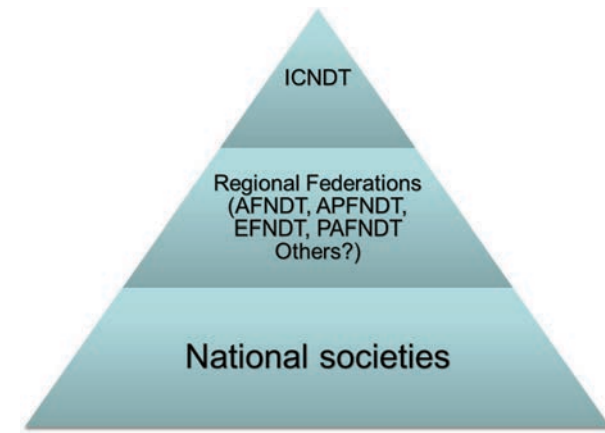 ICNDT
Regional Federations
(AFNDT, APFNDT,
EFNDT, PAFNDT
Others?)
National societies